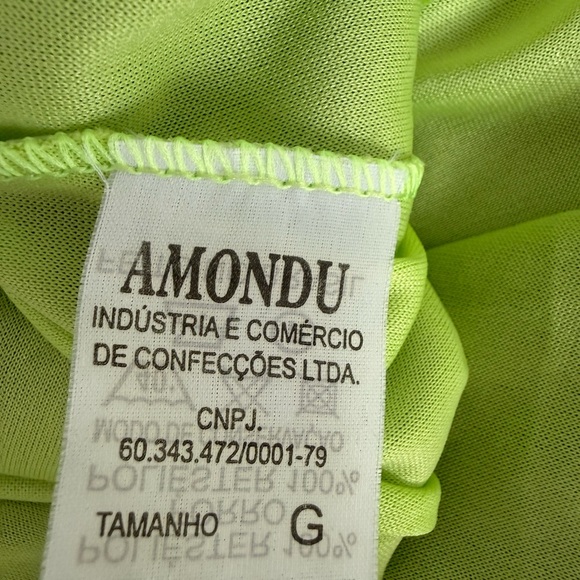 AMONDU
INDÚSTRIA E COMÉRCIO
DE CONFECÇÕES LTDA.
CNPJ.
60.343.472/0001-79
TAMANHO G